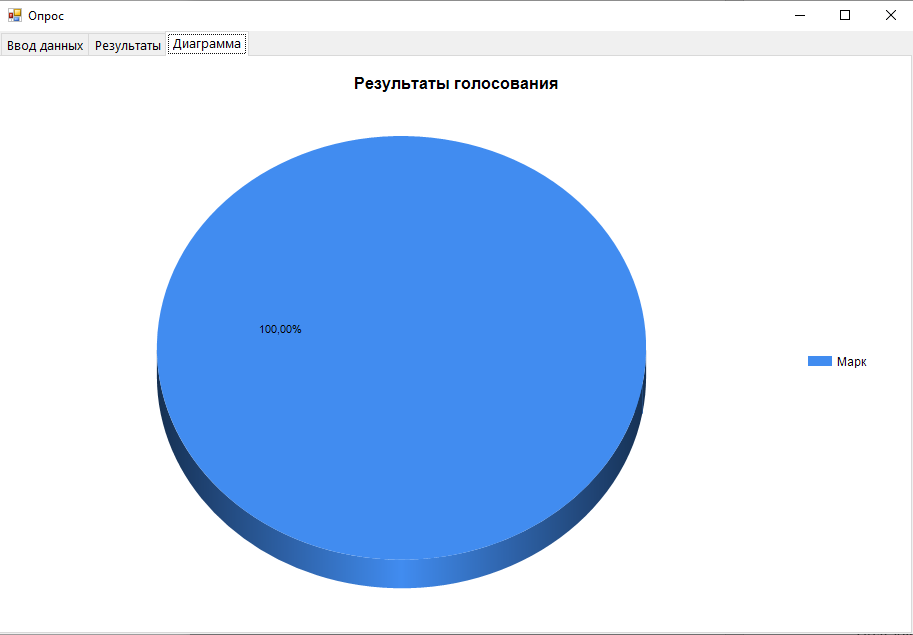 Опрос
Ввод данных Результаты Диаграмма
Результаты голосования
100,00%
Марк